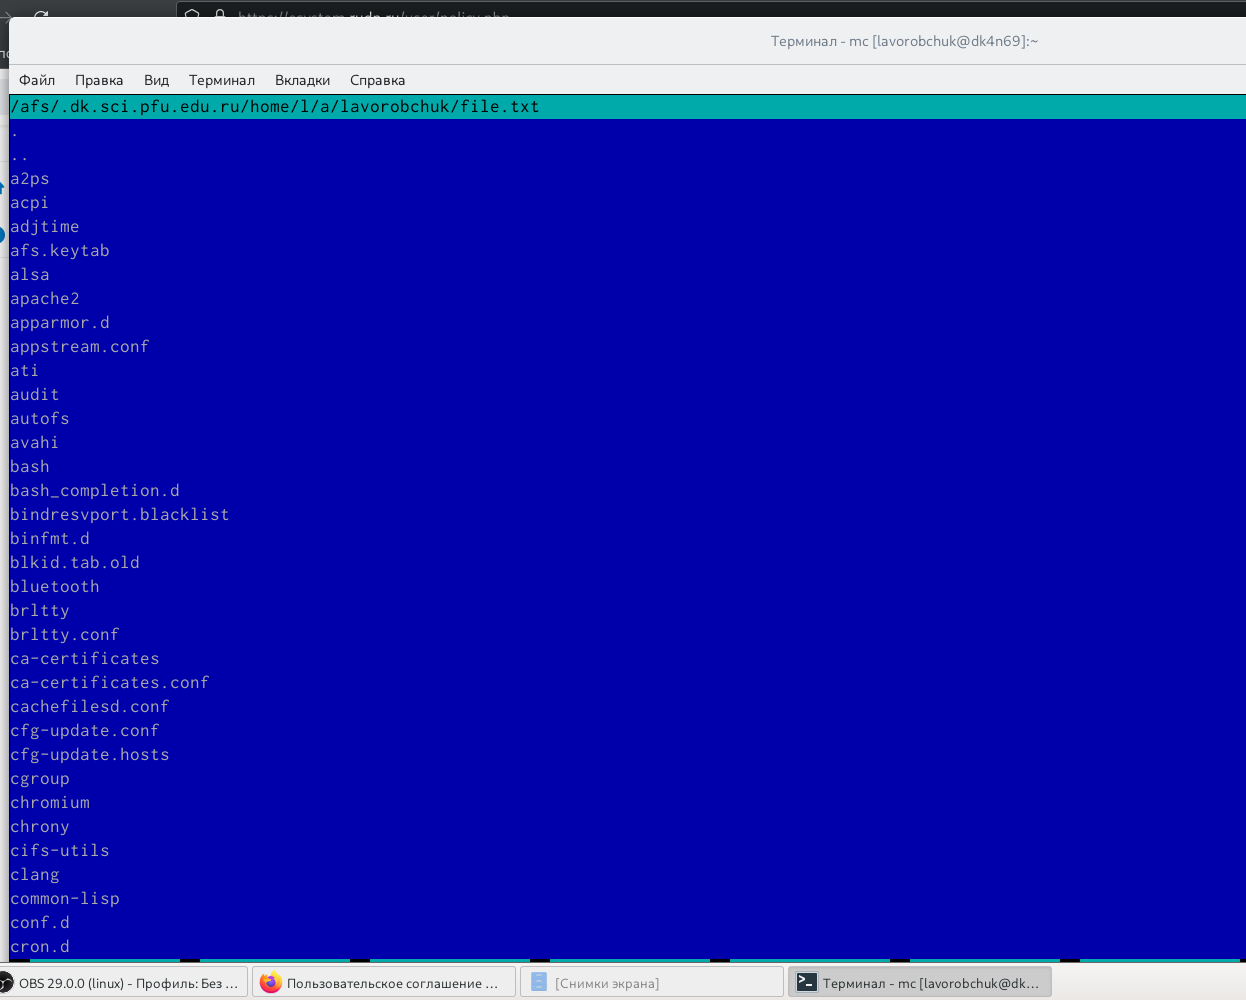 Терминал - mc [lavorobchuk@dk4n69]:~
Файл Правка Вид Терминал Вкладки Справка
/afs/.dk.sci.pfu.edu.ru/home/l/a/lavorobchuk/file.txt
.
..
a2ps
acpi
adjtime
afs.keytab
alsa
apache2
apparmor.d
appstream.conf
ati
audit
autofs
avahi
bash
bash_completion.d
bindresvport.blacklist
binfmt.d
blkid.tab.old
bluetooth
brltty
brltty.conf
ca-certificates
ca-certificates.conf
cachefilesd.conf
cfg-update.conf
cfg-update.hosts
cgroup
chromium
chrony
cifs-utils
clang
common-lisp
conf.d
cron.d
OBS 29.0.0 (linux) - Профиль: Без ... Пользовательское соглашение ... [Снимки экрана] Терминал - mc [lavorobchuk@dk...